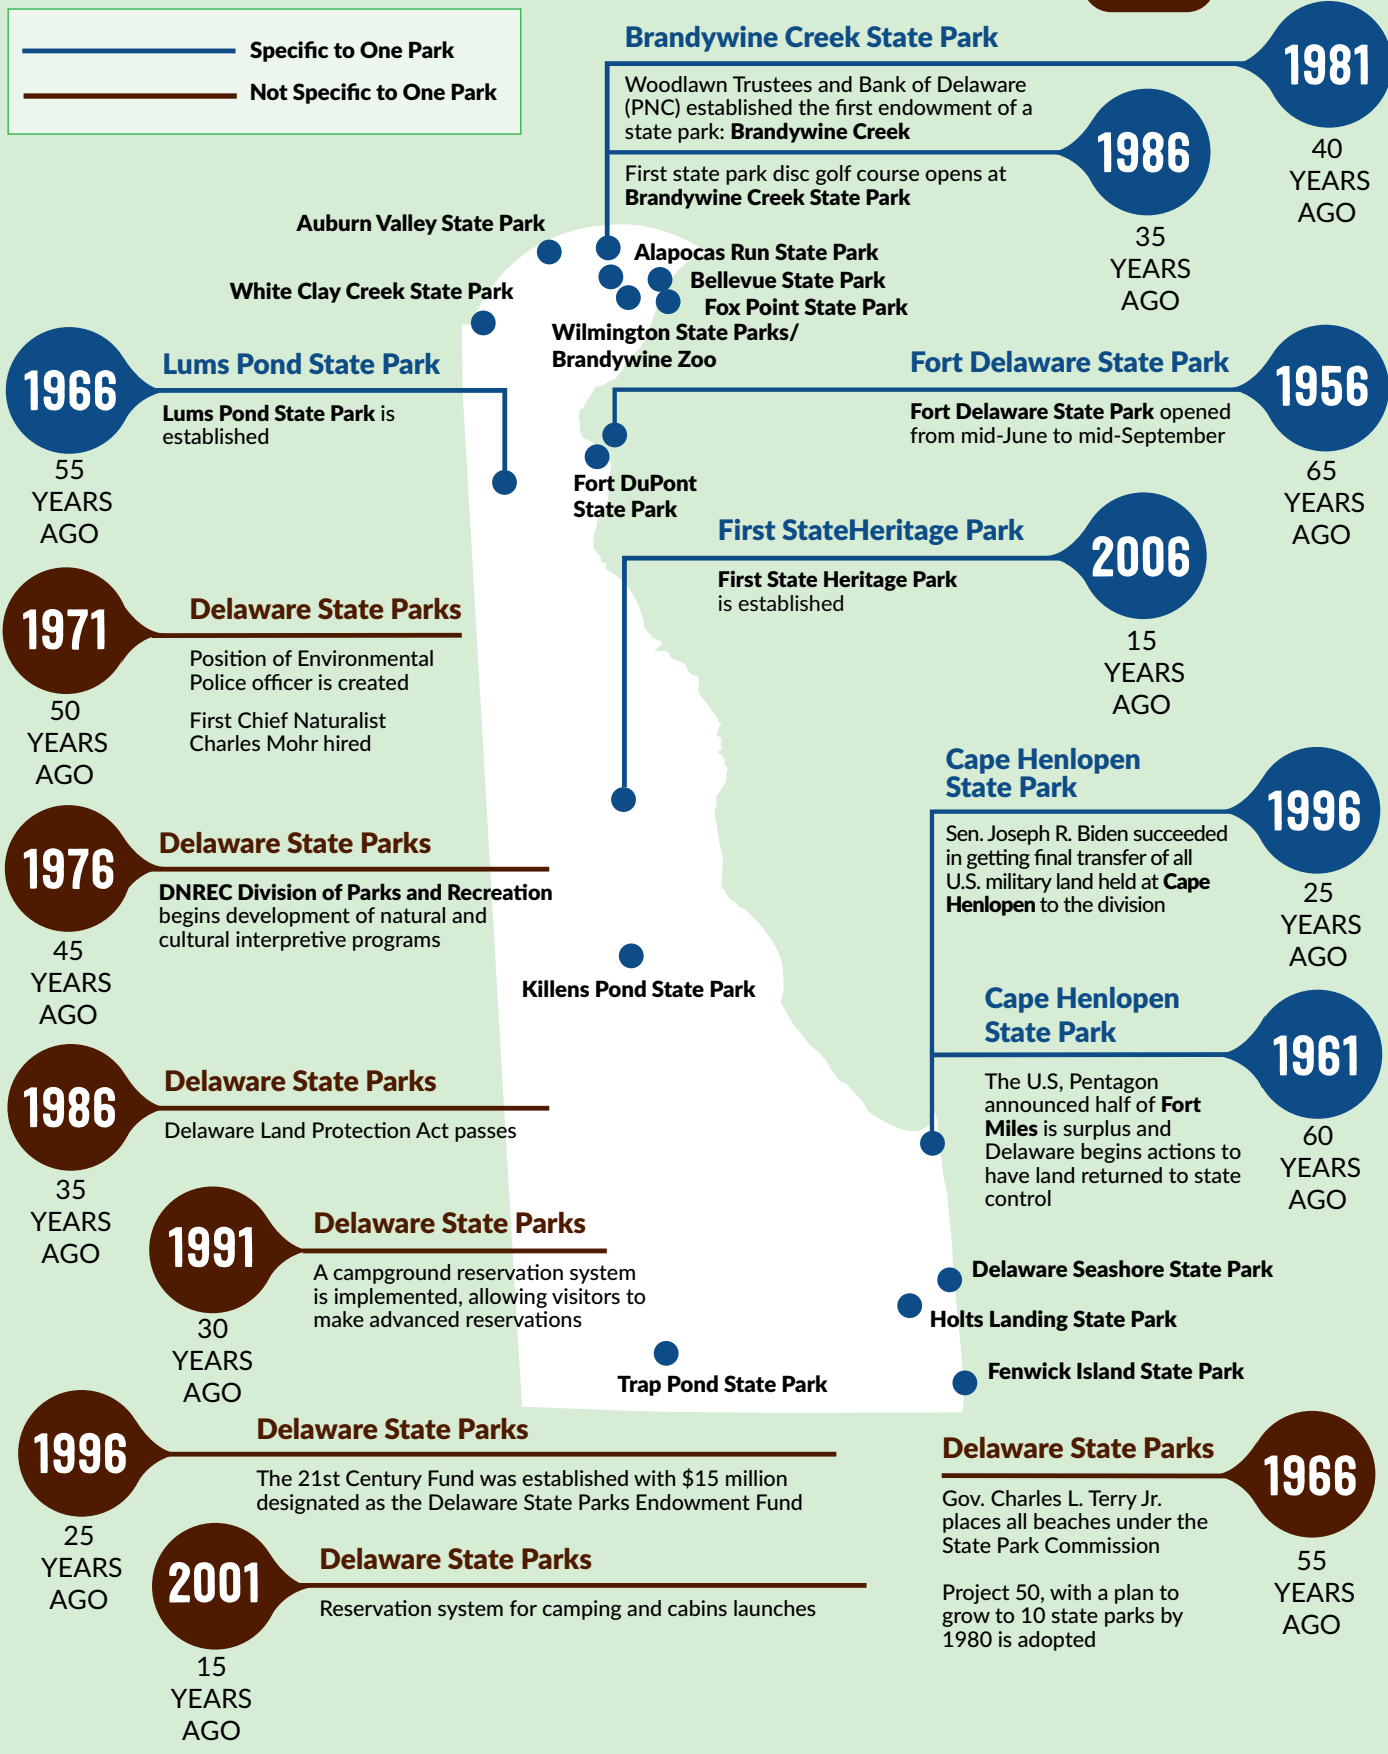 Specific to One Park
Not Specific to One Park
Brandywine Creek State Park
1981
40
YEARS
AGO
Woodlawn Trustees and Bank of Delaware
(PNC) established the first endowment of a
state park: Brandywine Creek
1986
35
YEARS
AGO
First state park disc golf course opens at
Brandywine Creek State Park
Auburn Valley State Park
Alapocas Run State Park
Bellevue State Park
White Clay Creek State Park
Fox Point State Park
Wilmington State Parks/
Brandywine Zoo
1966
55
YEARS
AGO
Lums Pond State Park
Lums Pond State Park is
established
Fort Delaware State Park
1956
65
YEARS
AGO
Fort Delaware State Park opened
from mid-June to mid-September
Fort DuPont
State Park
First StateHeritage Park
2006
15
YEARS
AGO
First State Heritage Park
is established
1971
50
YEARS
AGO
Delaware State Parks
Position of Environmental
Police officer is created
First Chief Naturalist
Charles Mohr hired
Cape Henlopen
State Park
1996
25
YEARS
AGO
Sen. Joseph R. Biden succeeded
in getting final transfer of all
U.S. military land held at Cape
Henlopen to the division
1976
45
YEARS
AGO
Delaware State Parks
DNREC Division of Parks and Recreation
begins development of natural and
cultural interpretive programs
Killens Pond State Park
Cape Henlopen
State Park
1961
60
YEARS
AGO
The U.S, Pentagon
announced half of Fort
Miles is surplus and
Delaware begins actions to
have land returned to state
control
1986
35
YEARS
AGO
Delaware State Parks
Delaware Land Protection Act passes
1991
30
YEARS
AGO
Delaware State Parks
A campground reservation system
is implemented, allowing visitors to
make advanced reservations
Delaware Seashore State Park
Holts Landing State Park
Fenwick Island State Park
Trap Pond State Park
1996
25
YEARS
AGO
Delaware State Parks
The 21st Century Fund was established with $15 million
designated as the Delaware State Parks Endowment Fund
Delaware State Parks
1966
55
YEARS
AGO
Gov. Charles L. Terry Jr.
places all beaches under the
State Park Commission
Project 50, with a plan to
grow to 10 state parks by
1980 is adopted
2001
15
YEARS
AGO
Delaware State Parks
Reservation system for camping and cabins launches